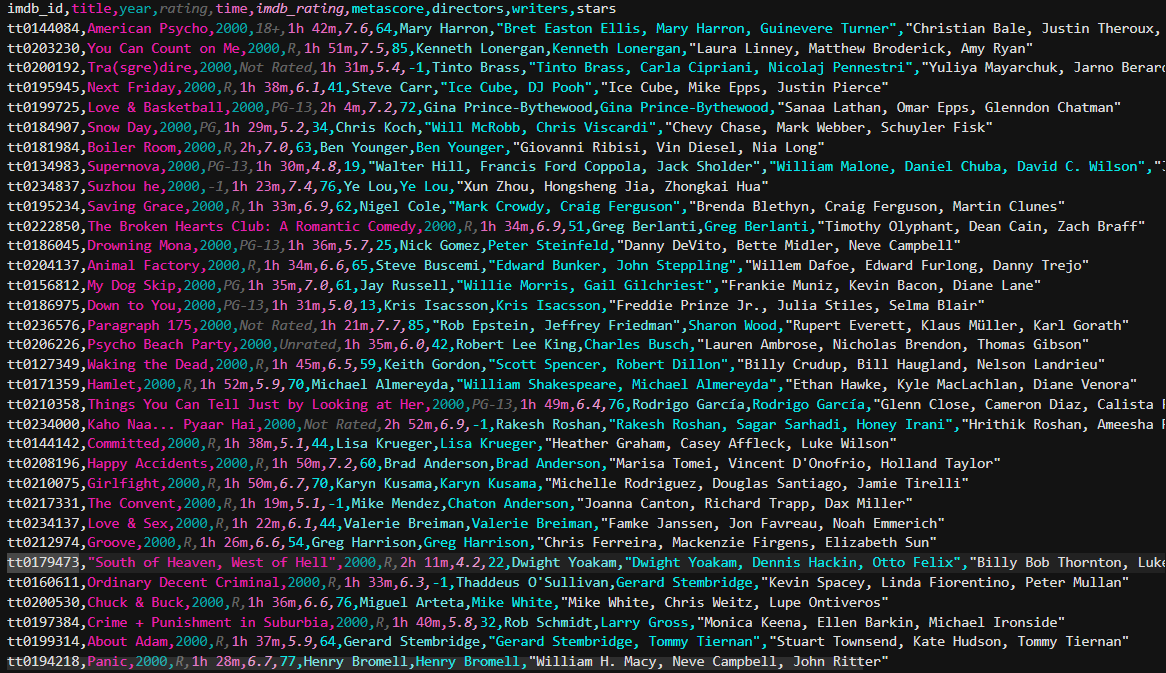 imdb_id,title,year,rating,time,imdb_rating,metascore,directors,writers,stars
tt0144084,American Psycho,2000,18+,1h 42m,7.6,64,Mary Harron,"Bret Easton Ellis, Mary Harron, Guinevere Turner","Christian Bale, Justin Theroux,
tt0203230,You Can Count on Me,2000,R,1h 51m,7.5,85,Kenneth Lonergan,Kenneth Lonergan,"Laura Linney, Matthew Broderick, Amy Ryan"
tt0200192,Tra(sgre)dire,2000,Not Rated,1h 31m,5.4,-1,Tinto Brass,"Tinto Brass, Carla Cipriani, Nicolaj Pennestri","Yuliya Mayarchuk, Jarno Berard
tt0195945,Next Friday,2000,R,1h 38m,6.1,41,Steve Carr,"Ice Cube, DJ Pooh","Ice Cube, Mike Epps, Justin Pierce"
tt0199725,Love & Basketball,2000,PG-13,2h 4m,7.2,72,Gina Prince-Bythewood,Gina Prince-Bythewood,"Sanaa Lathan, Omar Epps, Glenndon Chatman"
tt0184907,Snow Day,2000,PG,1h 29m,5.2,34,Chris Koch,"Will McRobb, Chris Viscardi","Chevy Chase, Mark Webber, Schuyler Fisk"
tt0181984,Boiler Room,2000,R,2h,7.0,63,Ben Younger,Ben Younger,"Giovanni Ribisi, Vin Diesel, Nia Long"
tt0134983,Supernova,2000,PG-13,1h 30m,4.8,19,"Walter Hill, Francis Ford Coppola, Jack Sholder","William Malone, Daniel Chuba, David C. Wilson","J
tt0234837,Suzhou he,2000,-1,1h 23m,7.4,76,Ye Lou,Ye Lou,"Xun Zhou, Hongsheng Jia, Zhongkai Hua"
tt0195234,Saving Grace,2000,R,1h 33m,6.9,62,Nigel Cole,"Mark Crowdy, Craig Ferguson","Brenda Blethyn, Craig Ferguson, Martin Clunes"
tt0222850,The Broken Hearts Club: A Romantic Comedy,2000,R,1h 34m,6.9,51,Greg Berlanti,Greg Berlanti,"Timothy Olyphant, Dean Cain, Zach Braff"
tt0186045,Drowning Mona,2000,PG-13,1h 36m,5.7,25,Nick Gomez,Peter Steinfeld,"Danny DeVito, Bette Midler, Neve Campbell"
tt0204137,Animal Factory,2000,R,1h 34m,6.6,65,Steve Buscemi,"Edward Bunker, John Steppling","Willem Dafoe, Edward Furlong, Danny Trejo"
tt0156812,My Dog Skip,2000,PG,1h 35m,7.0,61,Jay Russell,"Willie Morris, Gail Gilchriest","Frankie Muniz, Kevin Bacon, Diane Lane"
tt0186975,Down to You,2000,PG-13,1h 31m,5.0,13,Kris Isacsson,Kris Isacsson,"Freddie Prinze Jr., Julia Stiles, Selma Blair"
tt0236576,Paragraph 175,2000,Not Rated,1h 21m,7.7,85,"Rob Epstein, Jeffrey Friedman",Sharon Wood,"Rupert Everett, Klaus Müller, Karl Gorath"
tt0206226,Psycho Beach Party,2000,Unrated,1h 35m,6.0,42,Robert Lee King,Charles Busch,"Lauren Ambrose, Nicholas Brendon, Thomas Gibson"
tt0127349,Waking the Dead,2000,R,1h 45m,6.5,59,Keith Gordon,"Scott Spencer, Robert Dillon","Billy Crudup, Bill Haugland, Nelson Landrieu"
tt0171359,Hamlet,2000,R,1h 52m,5.9,70,Michael Almereyda,"William Shakespeare, Michael Almereyda","Ethan Hawke, Kyle MacLachlan, Diane Venora"
tt0210358,Things You Can Tell Just by Looking at Her,2000,PG-13,1h 49m,6.4,76,Rodrigo García,Rodrigo García,"Glenn Close, Cameron Diaz, Calista F
tt0234000,Kaho Naa... Pyaar Hai,2000,Not Rated,2h 52m,6.9,-1,Rakesh Roshan,"Rakesh Roshan, Sagar Sarhadi, Honey Irani","Hrithik Roshan, Ameesha P
tt0144142,Committed,2000,R,1h 38m,5.1,44,Lisa Krueger,Lisa Krueger,"Heather Graham, Casey Affleck, Luke Wilson"
tt0208196,Happy Accidents,2000,R,1h 50m,7.2,60,Brad Anderson,Brad Anderson,"Marisa Tomei, Vincent D'Onofrio, Holland Taylor"
tt0210075,Girlfight,2000,R,1h 50m,6.7,70,Karyn Kusama,Karyn Kusama,"Michelle Rodriguez, Douglas Santiago, Jamie Tirelli"
tt0217331,The Convent,2000,R,1h 19m,5.1,-1,Mike Mendez,Chaton Anderson,"Joanna Canton, Richard Trapp, Dax Miller"
tt0234137,Love & Sex,2000,R,1h 22m,6.1,44,Valerie Breiman,Valerie Breiman,"Famke Janssen, Jon Favreau, Noah Emmerich"
tt0212974,Groove,2000,R,1h 26m,6.6,54,Greg Harrison,Greg Harrison,"Chris Ferreira, Mackenzie Firgens, Elizabeth Sun"
tt0179473,"South of Heaven, West of Hell",2000,R,2h 11m,4.2,22,Dwight Yoakam,"Dwight Yoakam, Dennis Hackin, Otto Felix","Billy Bob Thornton, Luke
tt0160611,Ordinary Decent Criminal,2000,R,1h 33m,6.3,-1,Thaddeus O'Sullivan,Gerard Stembridge,"Kevin Spacey, Linda Fiorentino, Peter Mullan"
tt0200530,Chuck & Buck,2000,R,1h 36m,6.6,76,Miguel Arteta,Mike White,"Mike White, Chris Weitz, Lupe Ontiveros"
tt0197384,Crime + Punishment in Suburbia,2000,R,1h 40m,5.8,32,Rob Schmidt,Larry Gross,"Monica Keena, Ellen Barkin, Michael Ironside"
tt0199314,About Adam,2000,R,1h 37m,5.9,64,Gerard Stembridge,"Gerard Stembridge, Tommy Tiernan","Stuart Townsend, Kate Hudson, Tommy Tiernan"
tt0194218,Panic,2000,R,1h 28m,6.7,77,Henry Bromell,Henry Bromell,"William H. Macy, Neve Campbell, John Ritter"